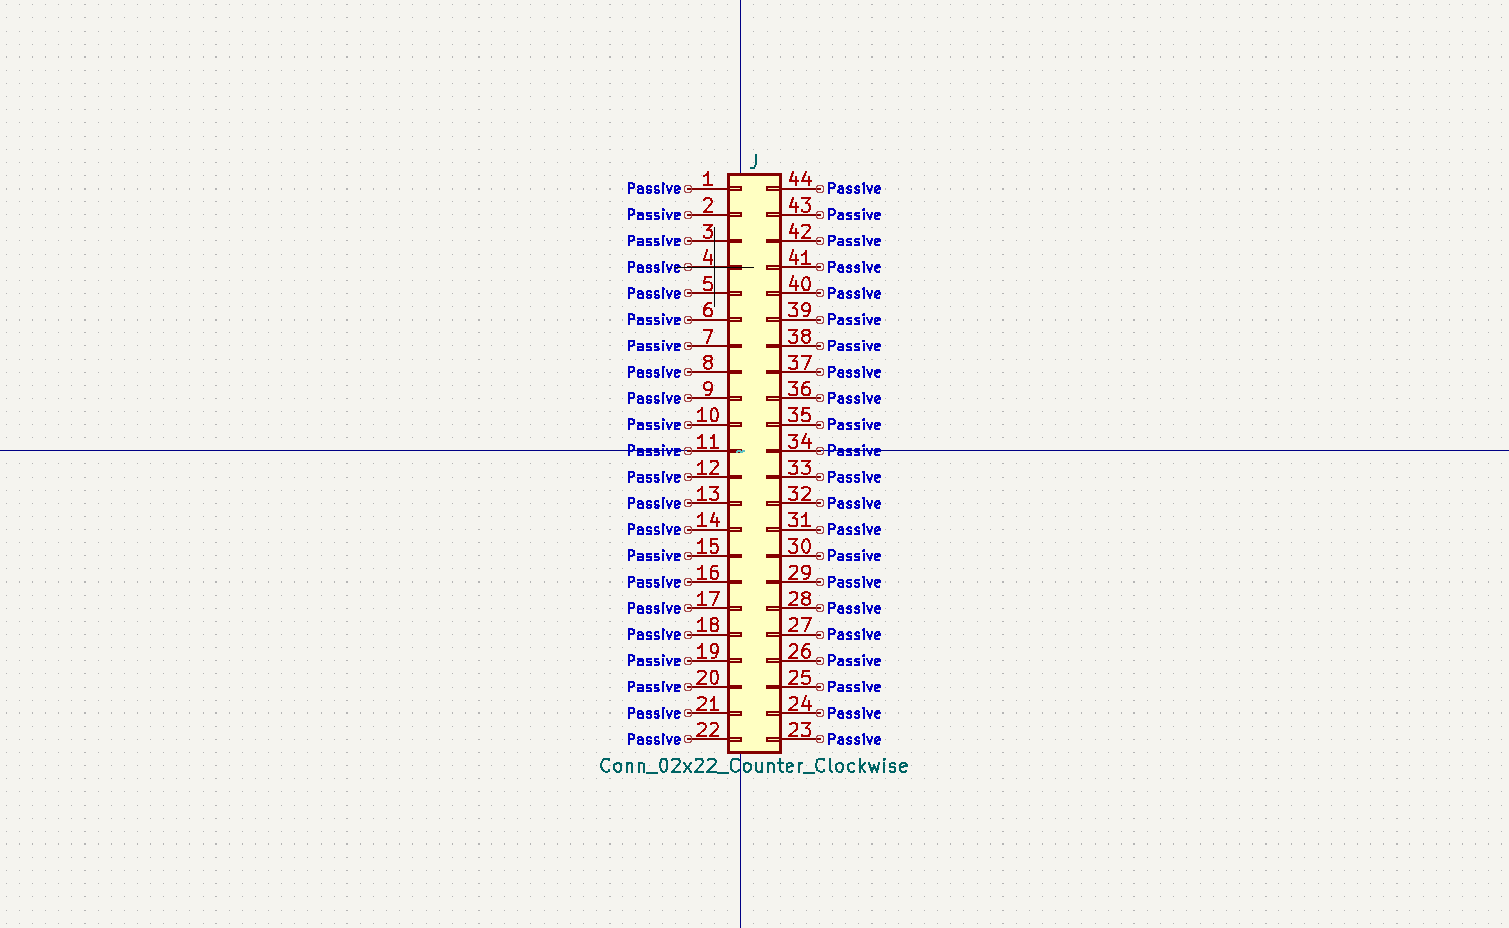 J
Passive 1 44 Passive
Passive 2 43 Passive
Passive 3 42 Passive
Passive 4 41 Passive
Passive 5 40 Passive
Passive 6 39 Passive
Passive 7 38 Passive
Passive 8 37 Passive
Passive 9 36 Passive
Passive 10 35 Passive
Passive 11 34 Passive
Passive 12 33 Passive
Passive 13 32 Passive
Passive 14 31 Passive
Passive 15 30 Passive
Passive 16 29 Passive
Passive 17 28 Passive
Passive 18 27 Passive
Passive 19 26 Passive
Passive 20 25 Passive
Passive 21 24 Passive
Passive 22 23 Passive
Conn_02x22_Counter_Clockwise